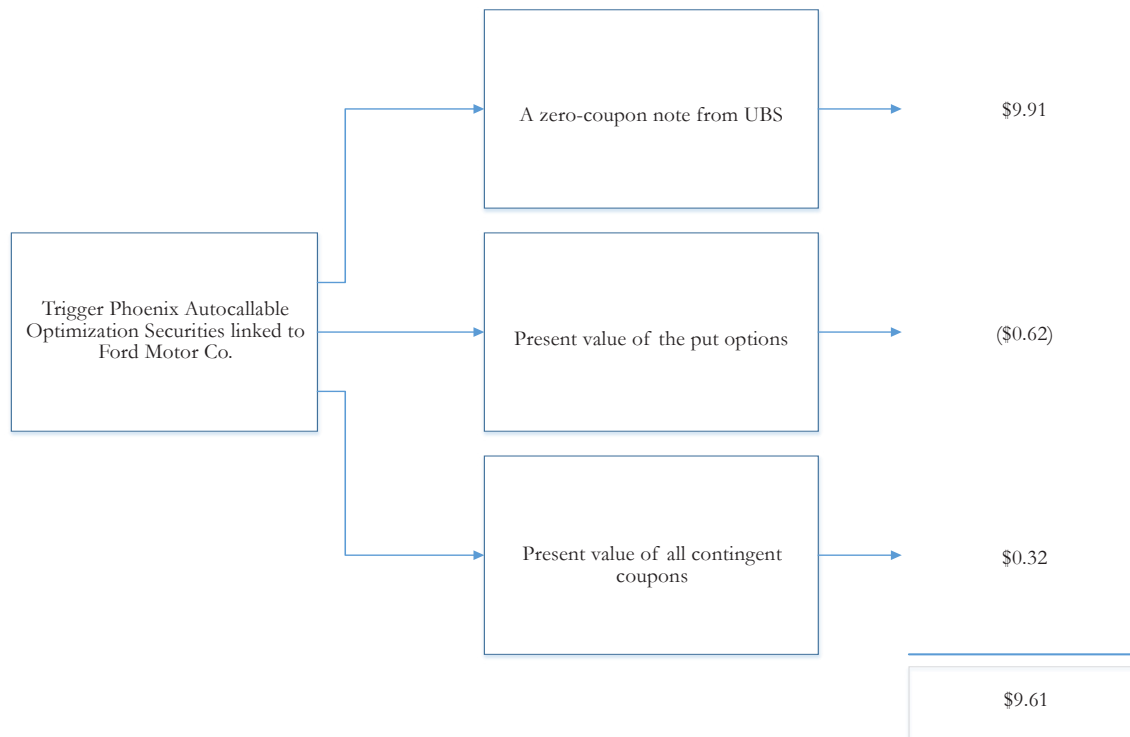 A zero-coupon note from UBS
$9.91
Trigger Phoenix Autocallable
Optimization Securities linked to
Ford Motor Co.
Present value of the put options
($0.62)
Present value of all contingent
coupons
$0.32
$9.61